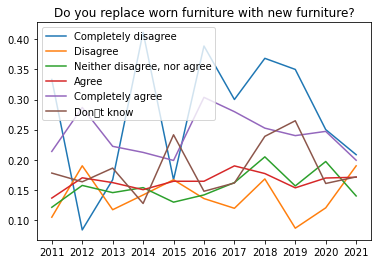 Do you replace worn furniture with new furniture?
Completely disagree
Disagree
Neither disagree, nor agree
Agree
Completely agree
Don▯t know
0.40
0.35
0.30
0.25
0.20
0.15
0.10
2011 2012 2013 2014 2015 2016 2017 2018 2019 2020 2021